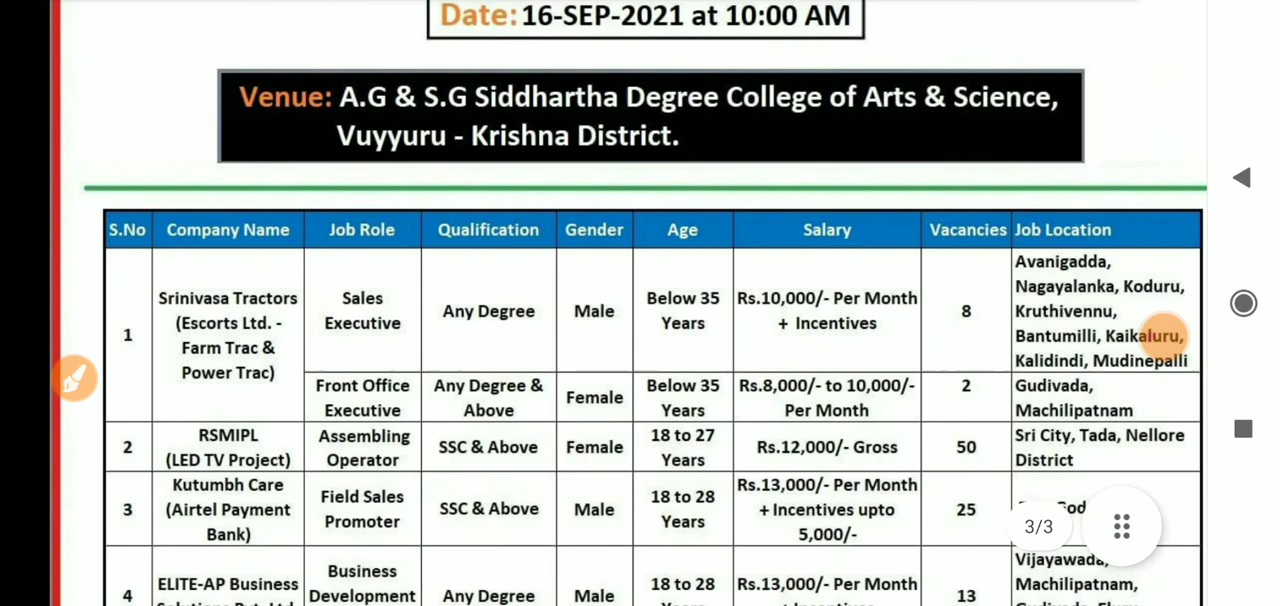 Date: 16-SEP-2021 at 10:00 AM
Venue: A.G & S.G Siddhartha Degree College of Arts & Science,
Vuyyuru - Krishna District.
S.No Company Name Job Role Qualification Gender Age Salary Vacancies Job Location
1
Srinivasa Tractors
(Escorts Ltd. -
Farm Trac &
Power Trac)
Sales
Executive
Any Degree
Male
Below 35
Years
Rs.10,000/- Per Month
+ Incentives
8
Avanigadda,
Nagayalanka, Koduru,
Kruthivennu,
Bantumilli, Kaikaluru,
Kalidindi, Mudinepalli
Front Office
Executive
Any Degree &
Above
Female
Below 35
Years
Rs.8,000/- to 10,000/-
Per Month
2
Gudivada,
Machilipatnam
2
RSMIPL
(LED TV Project)
Assembling
Operator
SSC & Above
Female
18 to 27
Years
Rs.12,000/- Gross
50
Sri City, Tada, Nellore
District
3
Kutumbh Care
(Airtel Payment
Bank)
Field Sales
Promoter
SSC & Above
Male
18 to 28
Years
Rs.13,000/- Per Month
+ Incentives upto
5,000/-
25
3/3
4
ELITE-AP Business
Business
Development
Any Degree
Male
18 to 28
Rs.13,000/- Per Month
13
Vijayawada,
Machilipatnam,